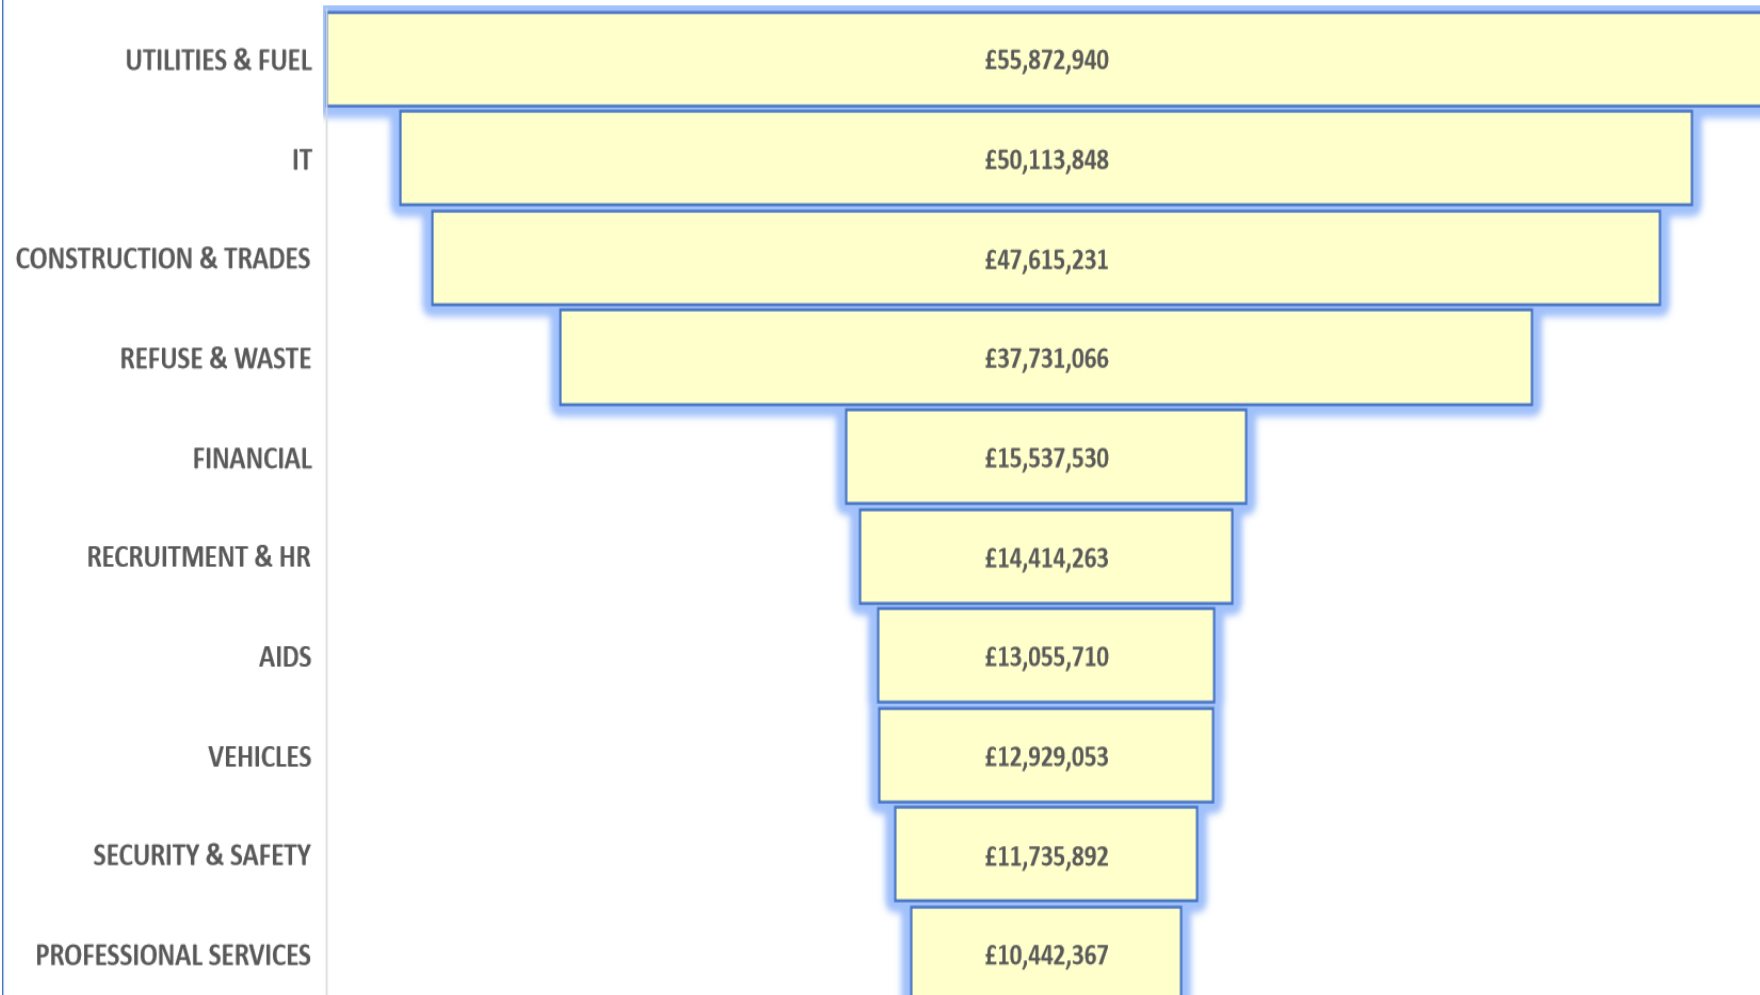 UTILITIES & FUEL £55,872,940
IT £50,113,848
CONSTRUCTION & TRADES £47,615,231
REFUSE & WASTE £37,731,066
FINANCIAL £15,537,530
RECRUITMENT & HR £14,414,263
AIDS £13,055,710
VEHICLES £12,929,053
SECURITY & SAFETY £11,735,892
PROFESSIONAL SERVICES £10,442,367